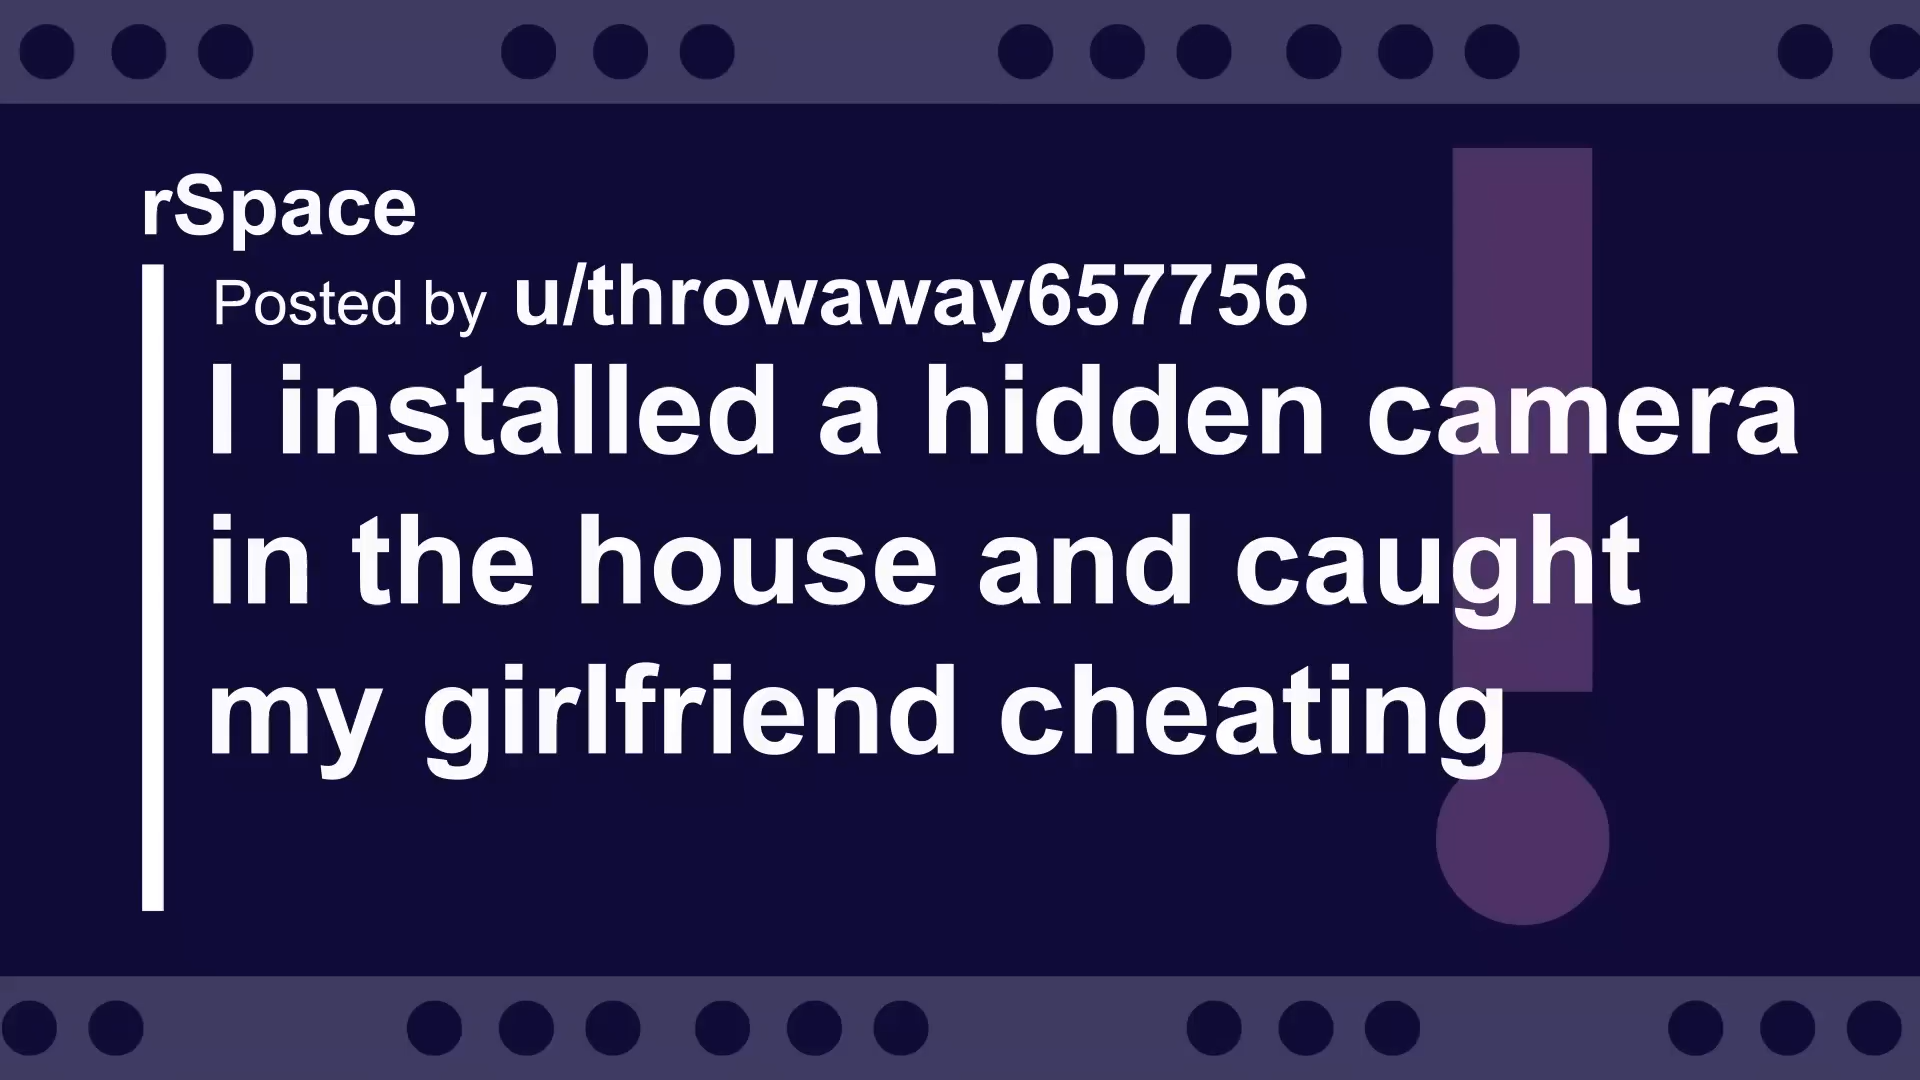 rSpace
Posted by u/throwaway657756
I installed a hidden camera
in the house and caught
my girlfriend cheating